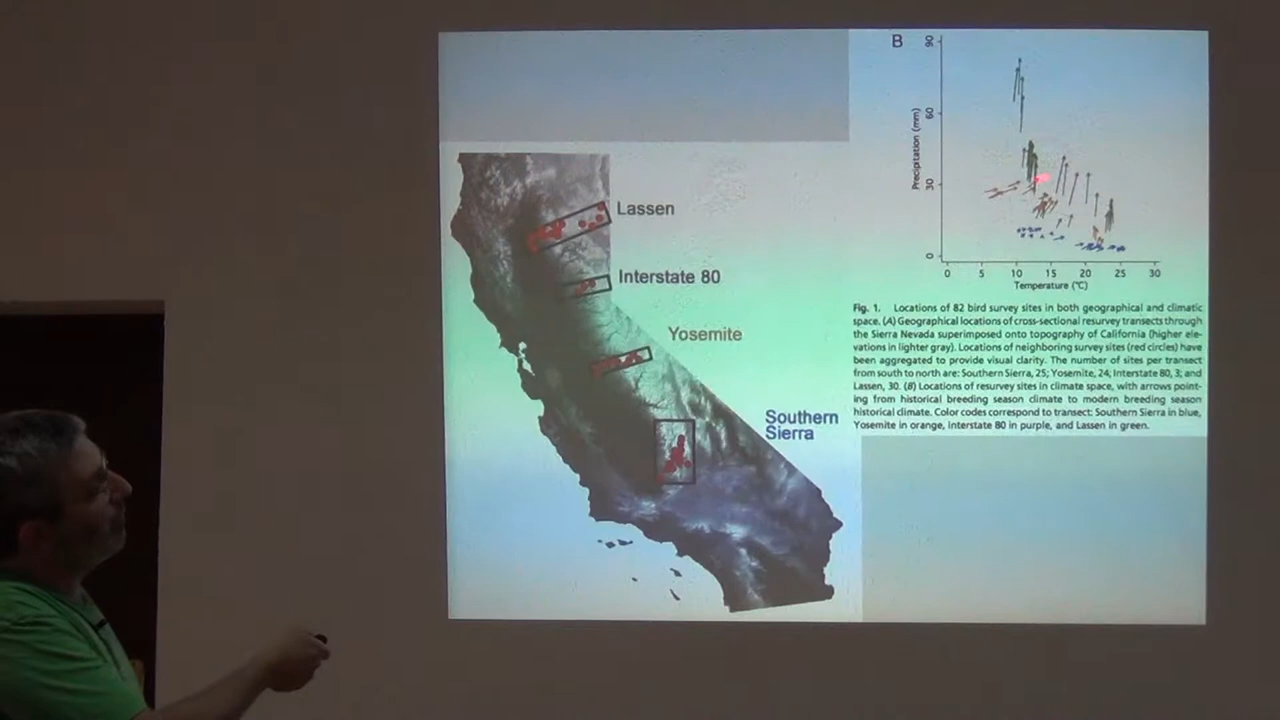 Lassen
Interstate 80
Yosemite
Southern
Sierra
B
90
60
30
0
Precipitation (mm)
0 5 10 15 20 25 30
Temperature (°C)
Fig. 1. Locations of 82 bird survey sites in both geographical and climatic
space. (A) Geographical locations of cross-sectional resurvey transects through
the Sierra Nevada superimposed onto topography of California (higher ele-
vations in lighter gray). Locations of neighboring survey sites (red circles) have
been aggregated to provide visual clarity. The number of sites per transect
from south to north are: Southern Sierra, 25; Yosemite, 24; Interstate 80, 3; and
Lassen, 30. (B) Locations of resurvey sites in climate space, with arrows point-
ing from historical breeding season climate to modern breeding season
historical climate. Color codes correspond to transect: Southern Sierra in blue,
Yosemite in orange, Interstate 80 in purple, and Lassen in green.